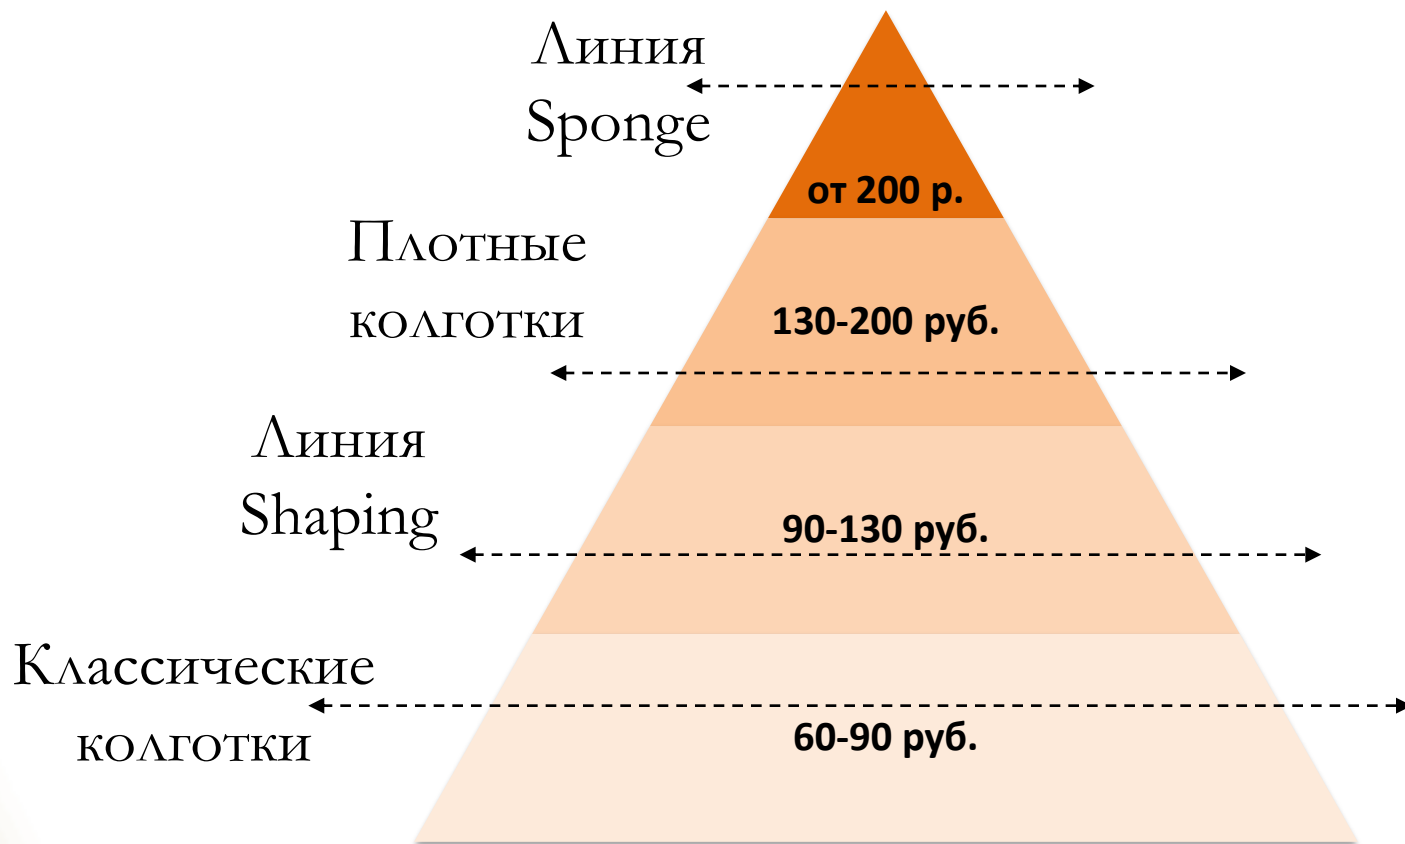 Линия
Sponge
от 200 р.
Плотные
колготки
130-200 руб.
Линия
Shaping
90-130 руб.
Классические
колготки
60-90 руб.